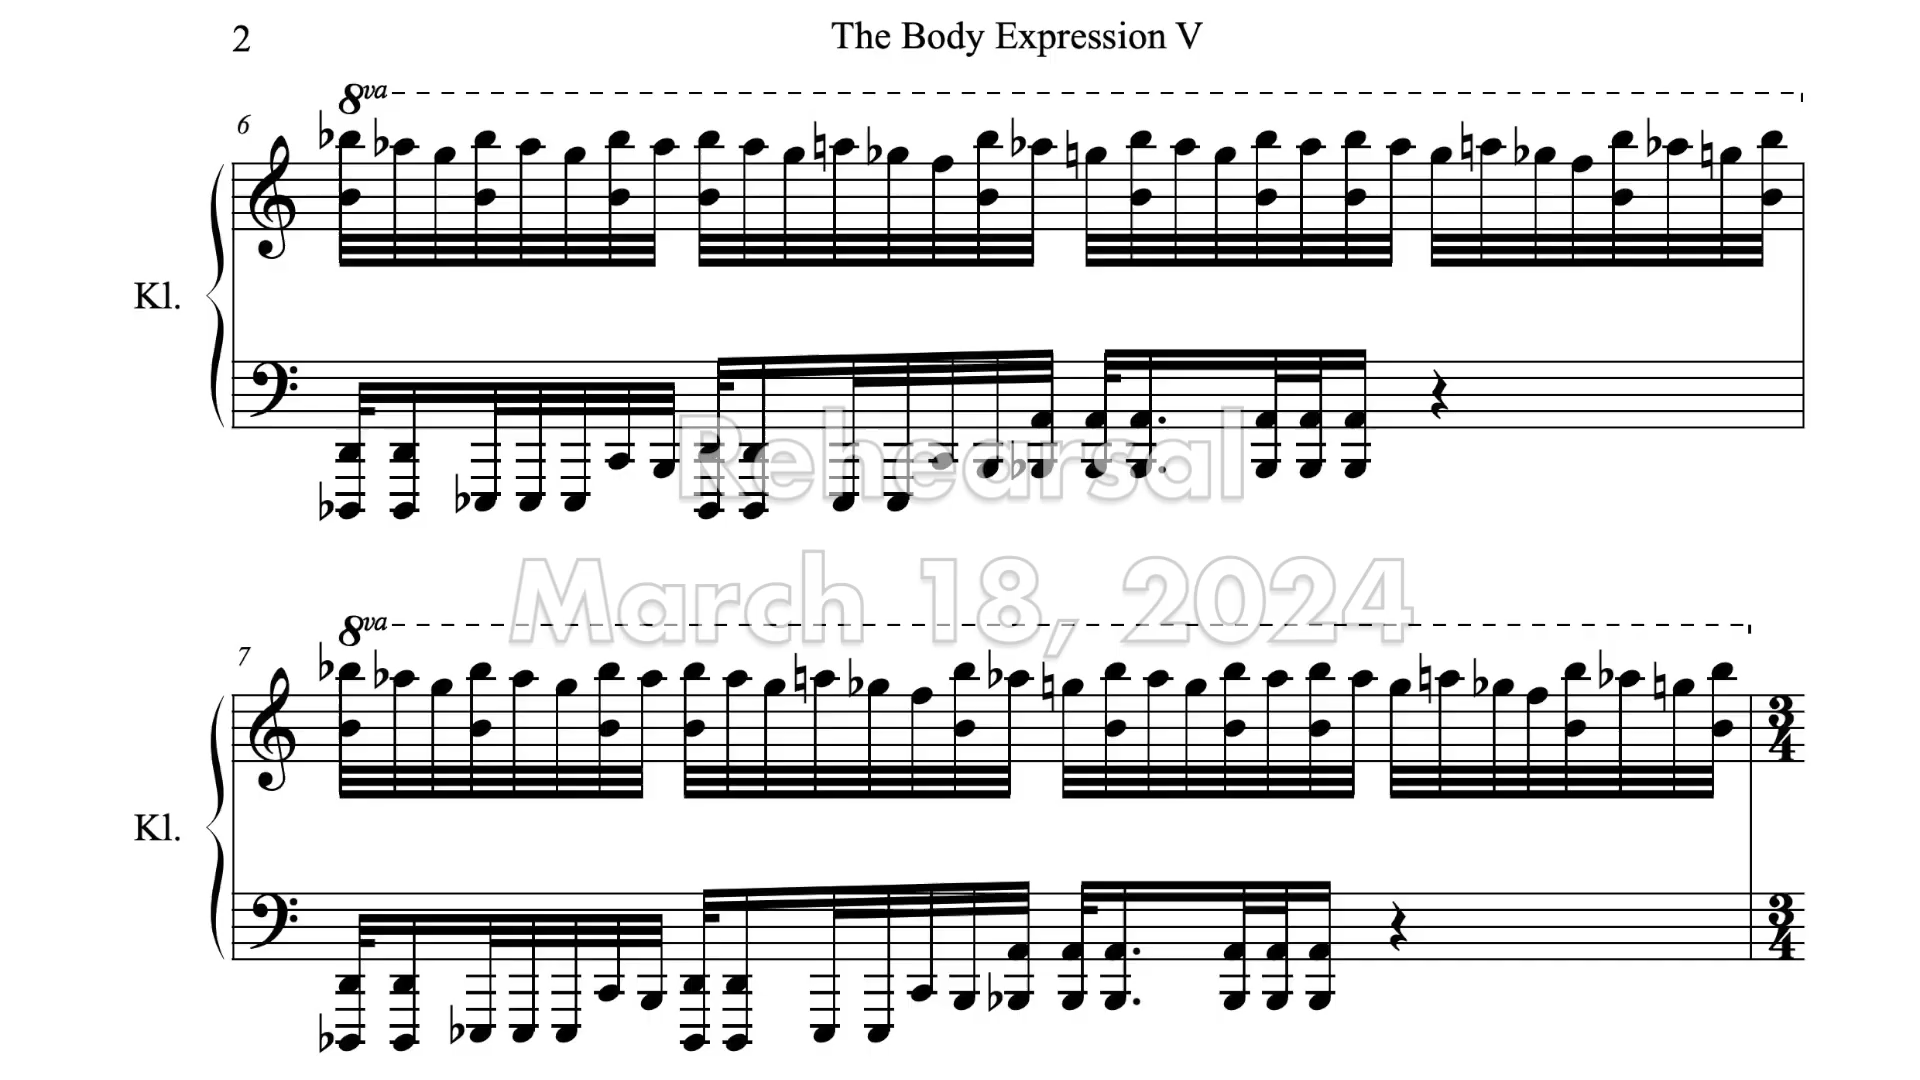 2
The Body Expression V
8va
6
Kl.
Rehearsal
March 18, 2024
8va
7
3
4
Kl.
3
4